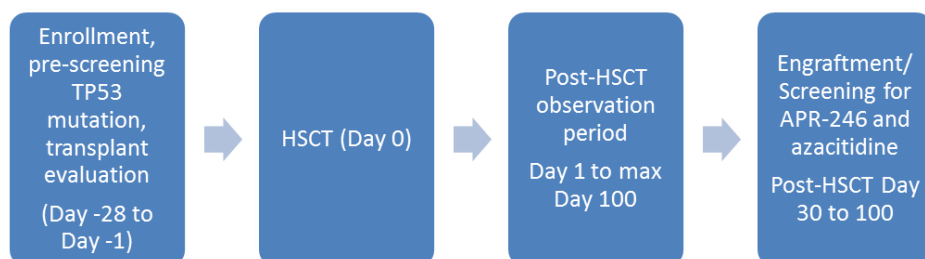 Enrollment,
pre-screening
TP53
mutation,
transplant
evaluation
(Day -28 to
Day -1)
HSCT (Day 0)
Post-HSCT
observation
period
Day 1 to max
Day 100
Engraftment/
Screening for
APR-246 and
azacitidine
Post-HSCT Day
30 to 100